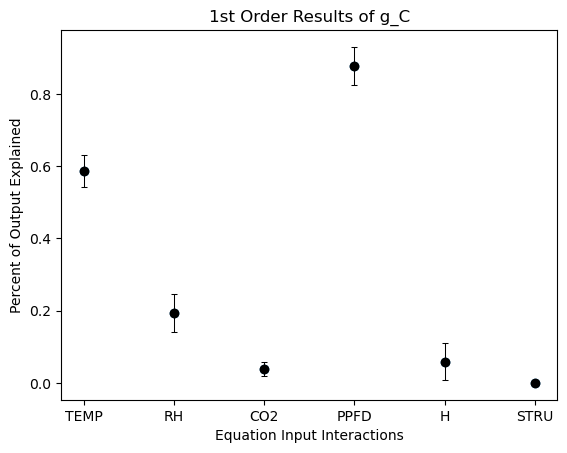 1st Order Results of g_C
Percent of Output Explained
0.8
0.6
0.4
0.2
0.0
TEMP RH CO2 PPFD H STRU
Equation Input Interactions